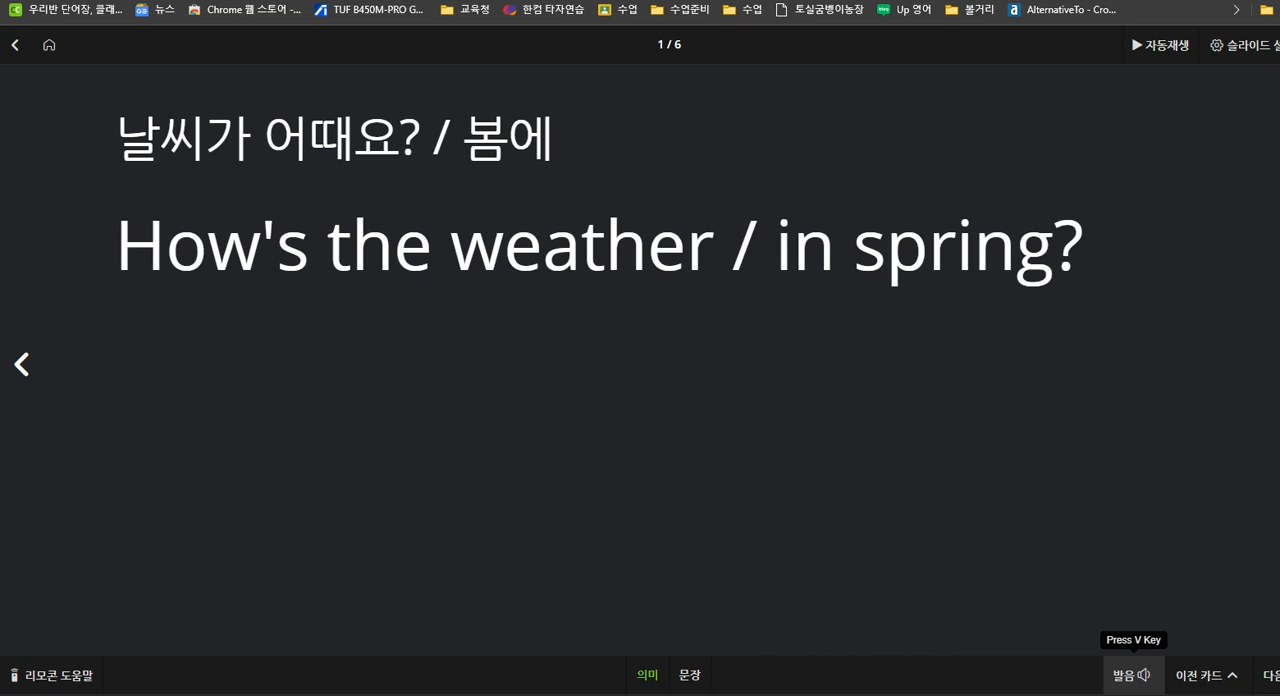 우리반 단어장, 클래... 뉴스 Chrome 웹 스토어 -... TUF B450M-PRO G... 교육청 한컴 타자연습 수업 수업준비 수업 토실굼벵이농장 Up 영어 볼거리 AlternativeTo - Cro...
1 / 6 자동재생 슬라이드
날씨가 어때요? / 봄에
How's the weather / in spring?
Press V Key
리모콘 도움말 의미 문장 발음 이전 카드